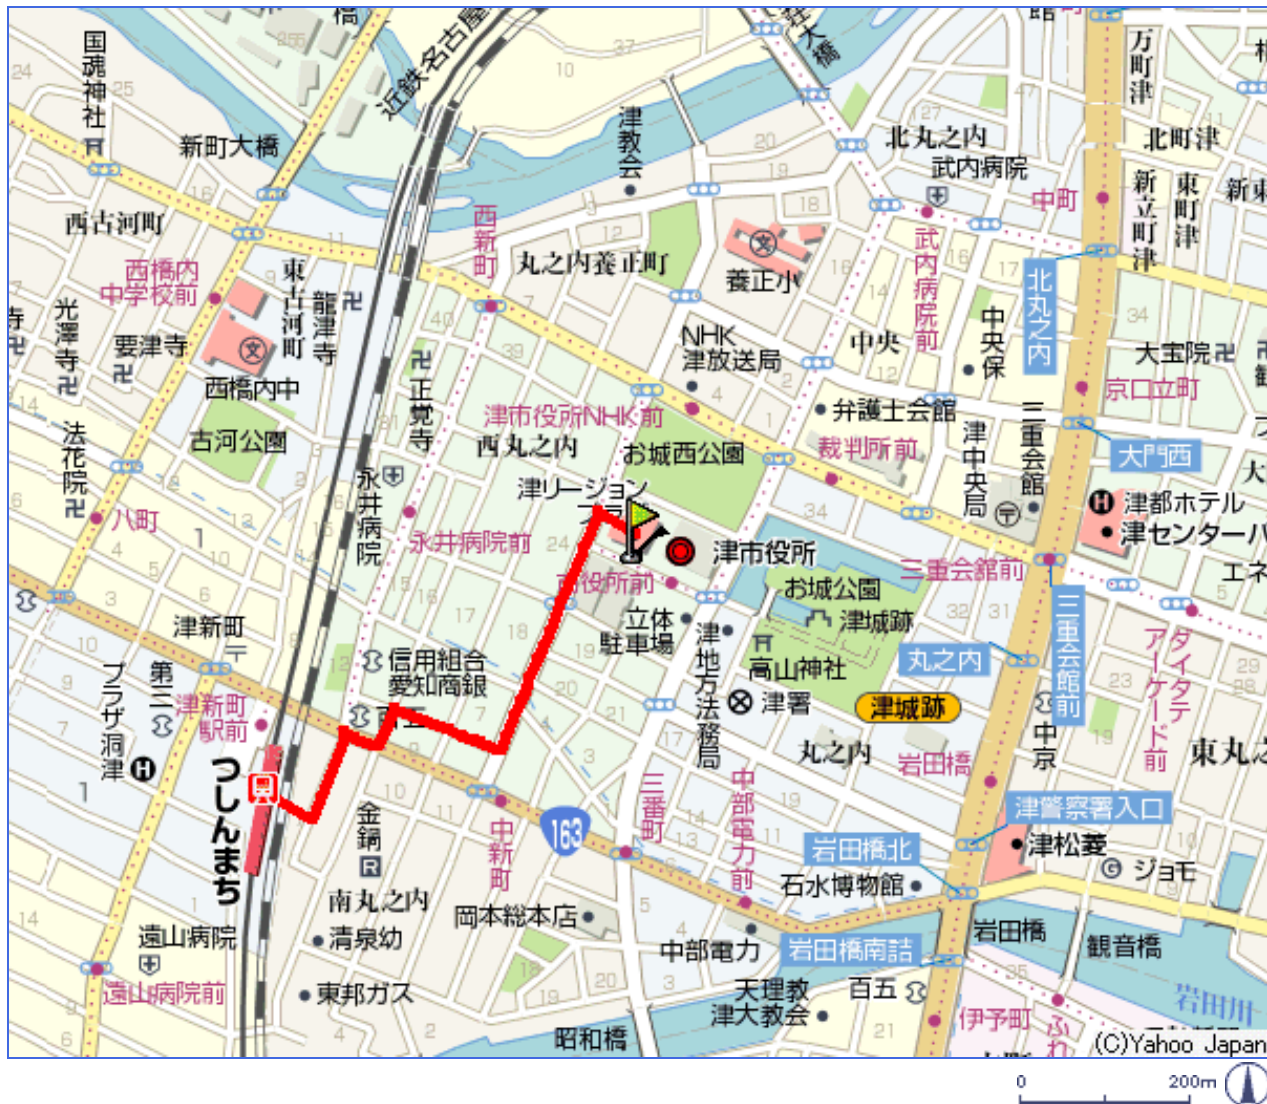 国魂神社
近鉄名古屋
新町大橋
西古河町
西橋内
中学校前
東古河町
龍津寺
光澤寺
要津寺
西橋内中
古河公園
法花院
八町
正覚寺
永井病院
永井病院前
西新町
丸之内養正町
津教会
養正小
NHK
津放送局
津市役所NHK前
西丸之内
お城西公園
津リージョン
プラ
市役所前
津市役所
立体
駐車場
津地方法務局
お城公園
津城跡
高山神社
津署
津城跡
丸之内
丸之内
北丸之内
武内病院
武内病院前
中町
北丸之内
中央
中央保
弁護士会館
裁判所前
津中央局
三重会館
三重会館前
三重会館前
京口立町
大門西
大宝院
津都ホテル
津センターパ
エネ
万町津
北町津
新立町津
東町津
新東
ダイタテ
アーケード前
東丸之
中京
岩田橋
津警察署入口
津松菱
ジョモ
岩田橋北
石水博物館
岩田橋南詰
岩田橋
観音橋
岩田川
伊予町
百五
天理教
津大教会
中部電力
中部電力前
三番町
163
中新町
岡本総本店
昭和橋
信用組合
愛知商銀
津新町
津新町
駅前
第三
プラザ洞津
つしんまち
金鍋
南丸之内
清泉幼
東邦ガス
遠山病院
遠山病院前
(C)Yahoo Japan
0 200m